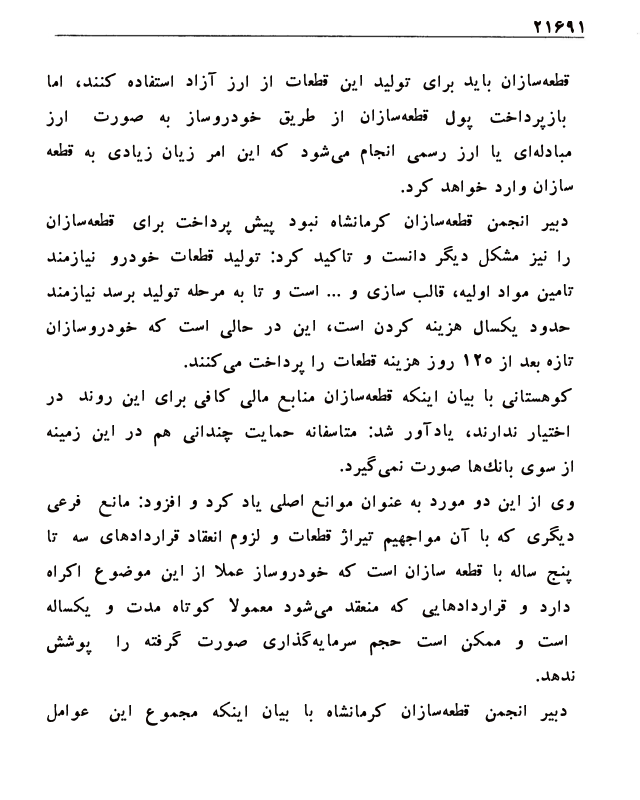 ۲۱۶۹۱
قطعه‌سازان باید برای تولید این قطعات از ارز آزاد استفاده کنند، اما
بازپرداخت پول قطعه‌سازان از طریق خودروساز به صورت ارز
مبادله‌ای یا ارز رسمی انجام می‌شود که این امر زیان زیادی به قطعه
سازان وارد خواهد کرد.
دبیر انجمن قطعه‌سازان کرمانشاه نبود پیش پرداخت برای قطعه‌سازان
را نیز مشکل دیگر دانست و تاکید کرد: تولید قطعات خودرو نیازمند
تامین مواد اولیه، قالب سازی و ... است و تا به مرحله تولید برسد نیازمند
حدود یکسال هزینه کردن است، این در حالی است که خودروسازان
تازه بعد از ۱۲۰ روز هزینه قطعات را پرداخت می‌کنند.
کوهستانی با بیان اینکه قطعه‌سازان منابع مالی کافی برای این روند در
اختیار ندارند، یادآور شد: متاسفانه حمایت چندانی هم در این زمینه
از سوی بانك‌ها صورت نمی‌گیرد.
وی از این دو مورد به عنوان موانع اصلی یاد کرد و افزود: مانع فرعی
دیگری که با آن مواجهیم تیراژ قطعات و لزوم انعقاد قراردادهای سه تا
پنج ساله با قطعه سازان است که خودروساز عملا از این موضوع اکراه
دارد و قراردادهایی که منعقد می‌شود معمولا کوتاه مدت و یکساله
است و ممکن است حجم سرمایه‌گذاری صورت گرفته را پوشش
ندهد.
دبیر انجمن قطعه‌سازان کرمانشاه با بیان اینکه مجموع این عوامل